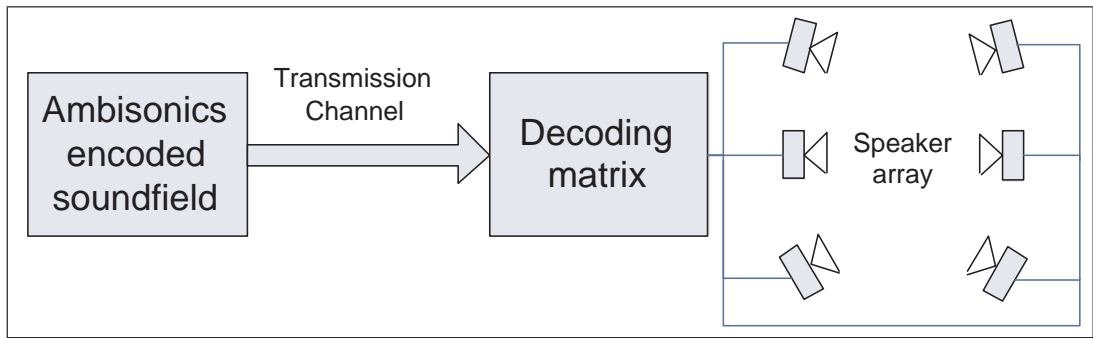 Ambisonics
encoded
soundfield
Transmission
Channel
Decoding
matrix
Speaker
array